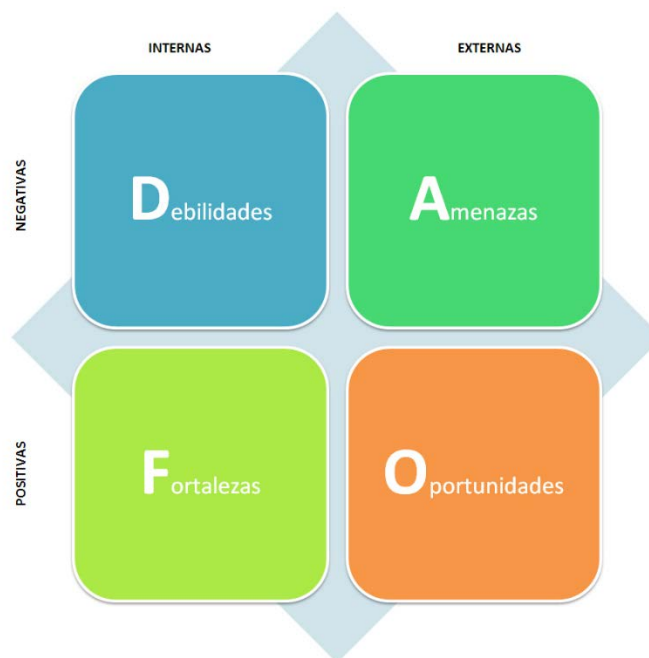 INTERNAS
EXTERNAS
NEGATIVAS
Debilidades
Amenazas
POSITIVAS
Fortalezas
Oportunidades